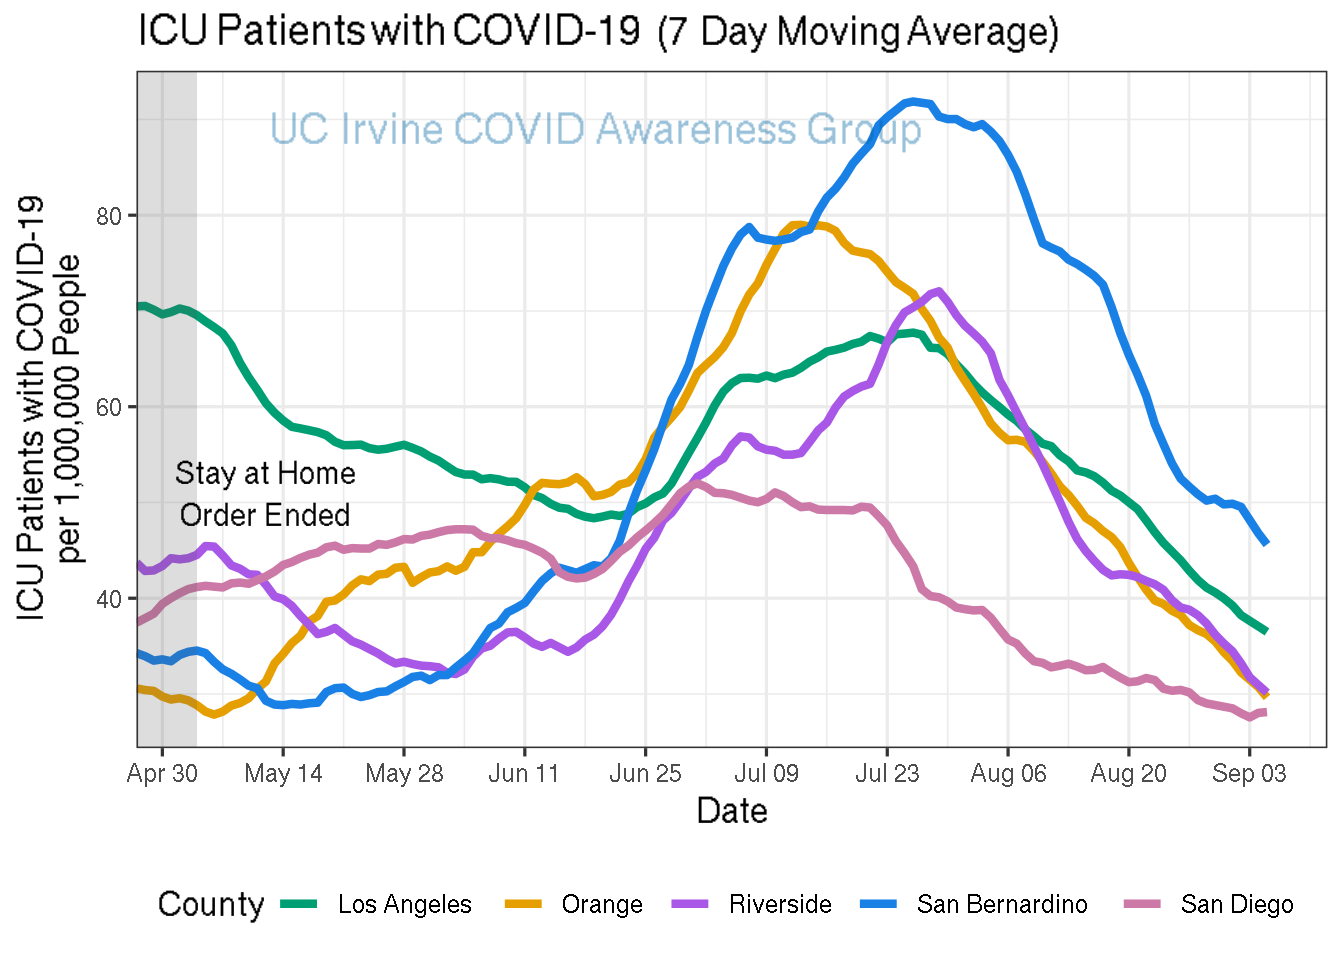 ICU Patients with COVID-19 (7 Day Moving Average)
UC Irvine COVID Awareness Group
ICU Patients with COVID-19
per 1,000,000 People
80
60
40
Stay at Home
Order Ended
Apr 30 May 14 May 28 Jun 11 Jun 25 Jul 09 Jul 23 Aug 06 Aug 20 Sep 03
Date
County Los Angeles Orange Riverside San Bernardino San Diego